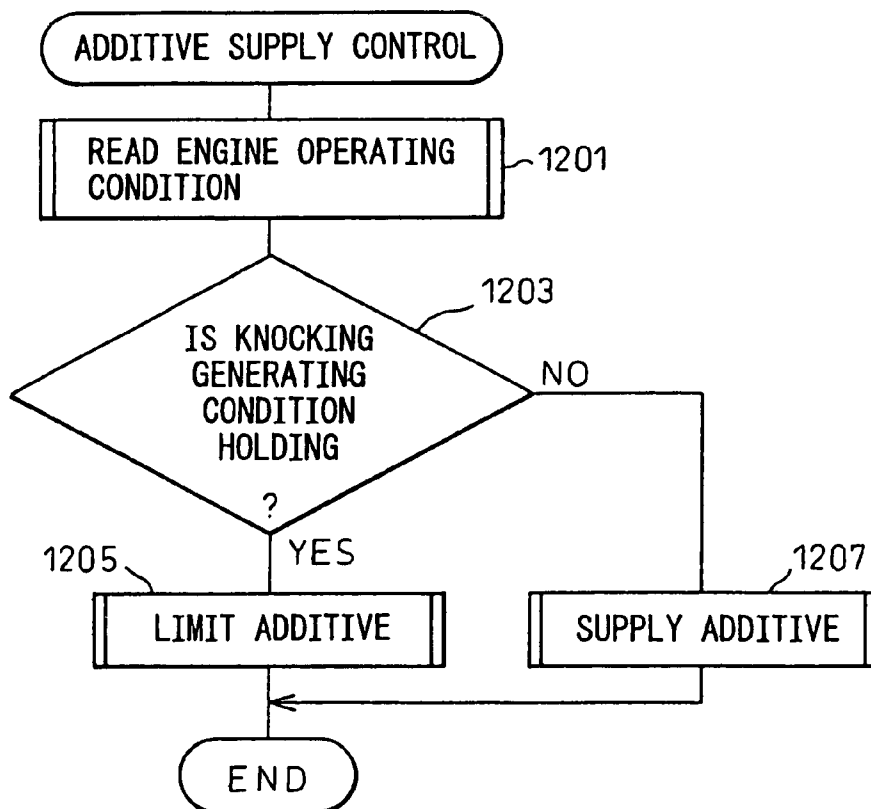 ADDITIVE SUPPLY CONTROL
READ ENGINE OPERATING
CONDITION
1201
1203
IS KNOCKING
GENERATING
CONDITION
HOLDING
?
NO
YES
1205
LIMIT ADDITIVE
1207
SUPPLY ADDITIVE
END